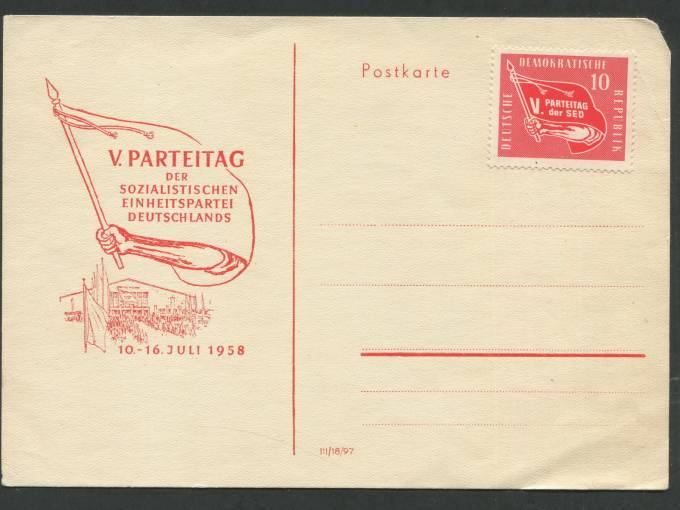 V. PARTEITAG
DER
SOZIALISTISCHEN
EINHEITSPARTEI
DEUTSCHLANDS
10.-16. JULI 1958
Postkarte
DEUTSCHE DEMOKRATISCHE REPUBLIK
10
V. PARTEITAG
der SED
III/18/97